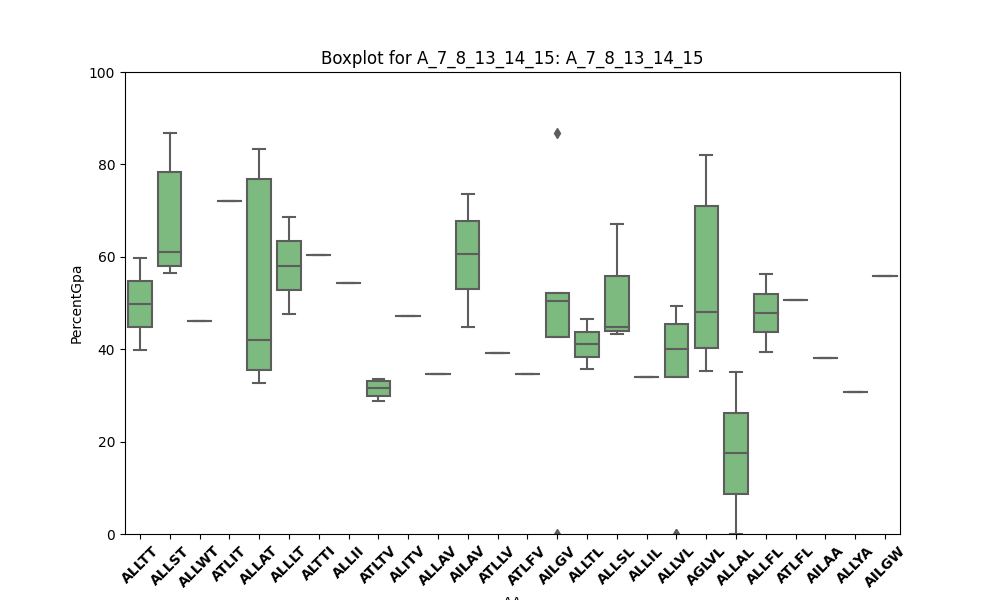 Boxplot for A_7_8_13_14_15: A_7_8_13_14_15
100
80
60
40
20
0
PercentGpa
ALLTT ALLST ALLWT ATLIT ALLAT ALLLT ALTTI ALLII ATLTV ALITV ALLAV AILAV ATLLV ATLFV AILGV ALLTL ALLSL ALLIL ALLVL AGLVL ALLAL ALLFL ATLFL AILAA ALLYA AILGW